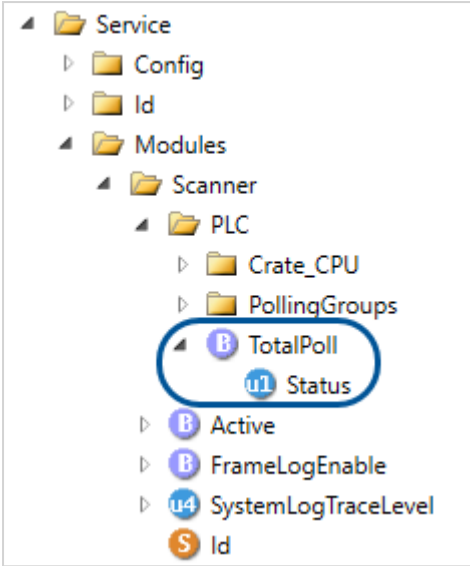 Service
Config
Id
Modules
Scanner
PLC
Crate_CPU
PollingGroups
B TotalPoll
u1 Status
B Active
B FrameLogEnable
u4 SystemLogTraceLevel
S Id